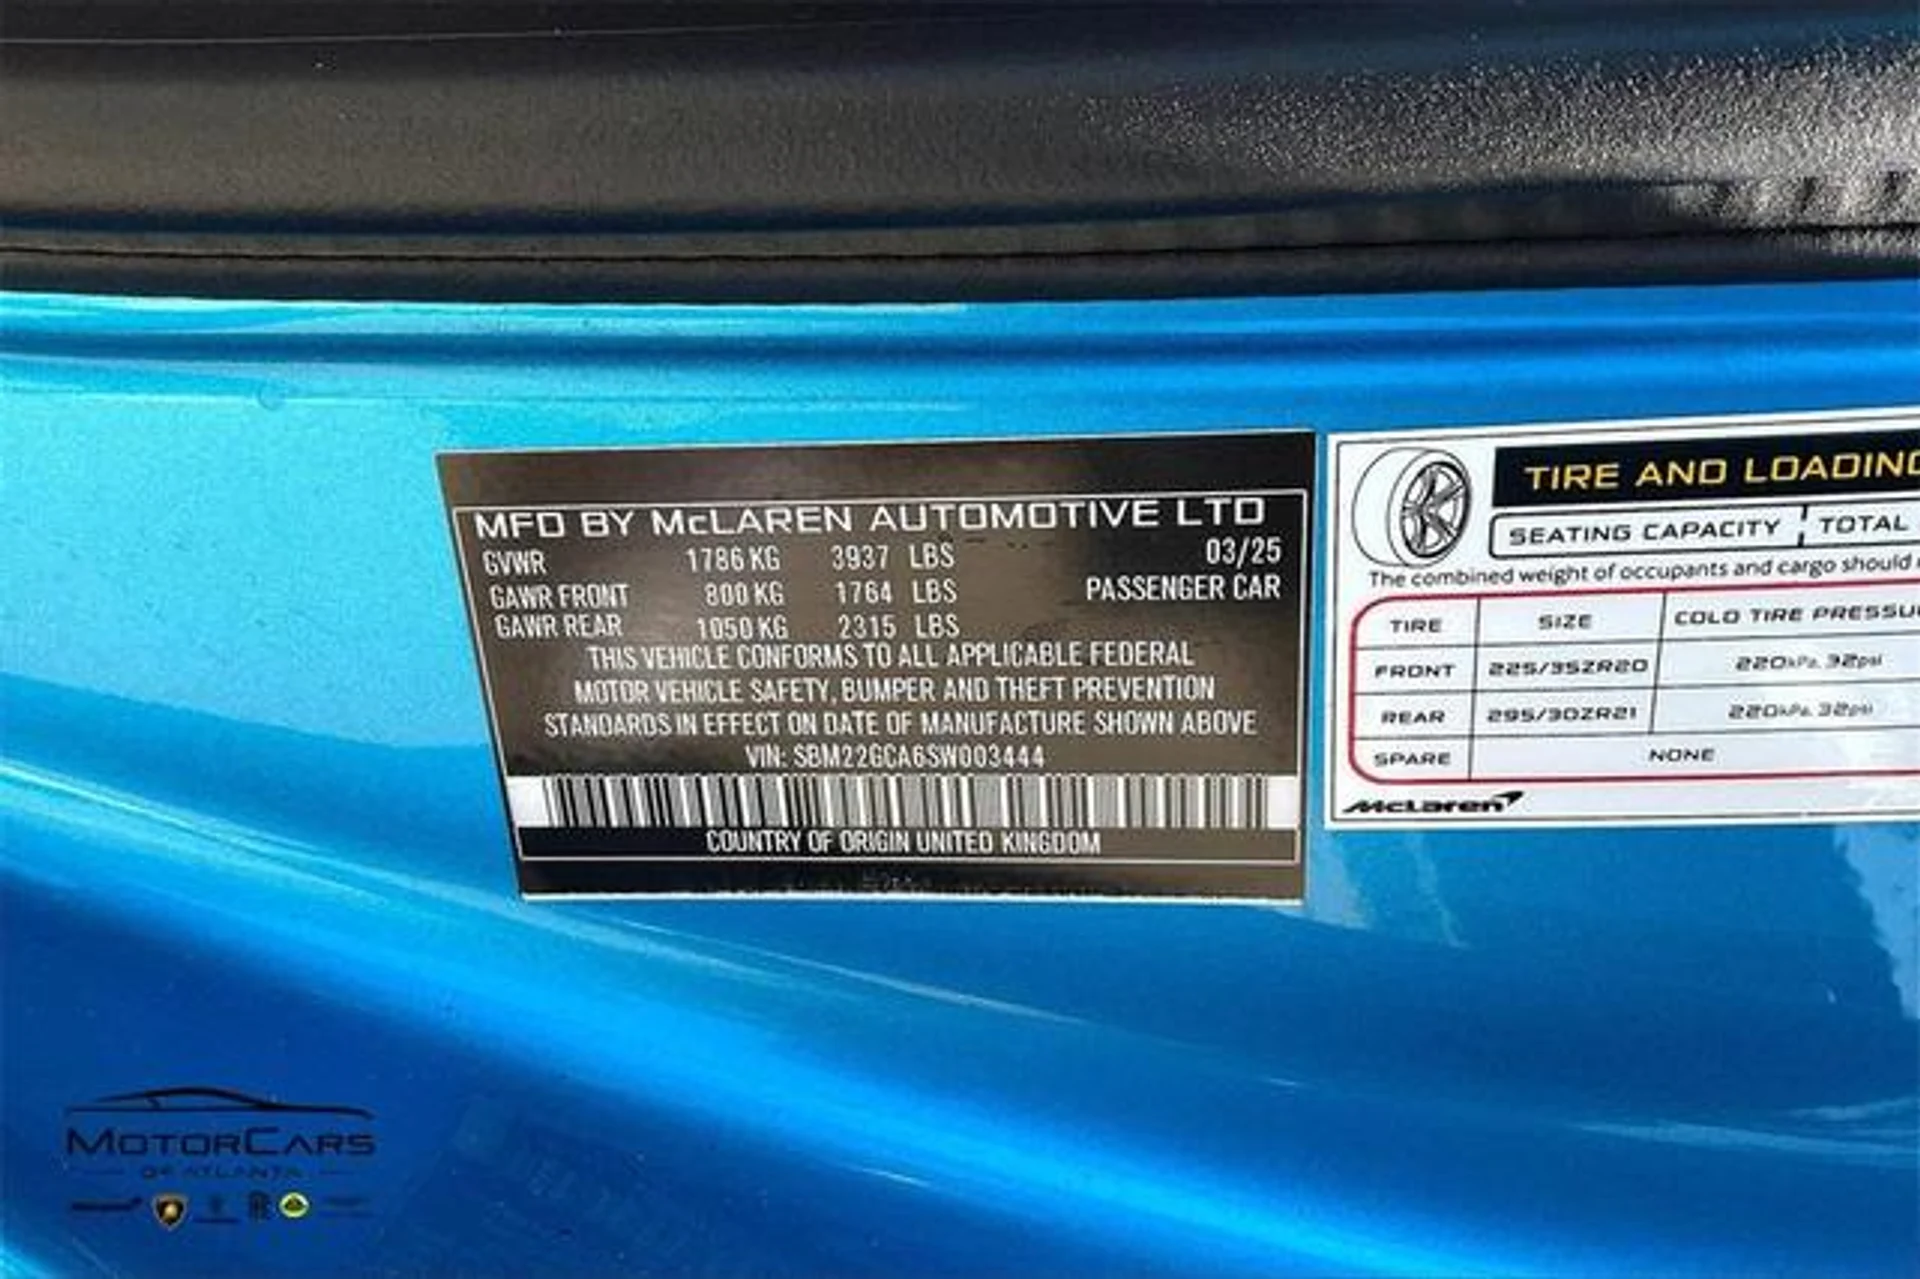 MFD BY McLAREN AUTOMOTIVE LTD
GVWR 1786 KG 3937 LBS 03/25
GAWR FRONT 800 KG 1764 LBS PASSENGER CAR
GAWR REAR 1050 KG 2315 LBS
THIS VEHICLE CONFORMS TO ALL APPLICABLE FEDERAL
MOTOR VEHICLE SAFETY, BUMPER AND THEFT PREVENTION
STANDARDS IN EFFECT ON DATE OF MANUFACTURE SHOWN ABOVE
VIN: SBM22GCA6SW003444
COUNTRY OF ORIGIN UNITED KINGDOM
TIRE AND LOADING
SEATING CAPACITY TOTAL
The combined weight of occupants and cargo should
TIRE SIZE COLD TIRE PRESSU
FRONT 225/35ZR20 220kPa, 32psi
REAR 295/30ZR21 220kPa, 32psi
SPARE NONE
McLaren
MOTORCARS
OF ATLANTA